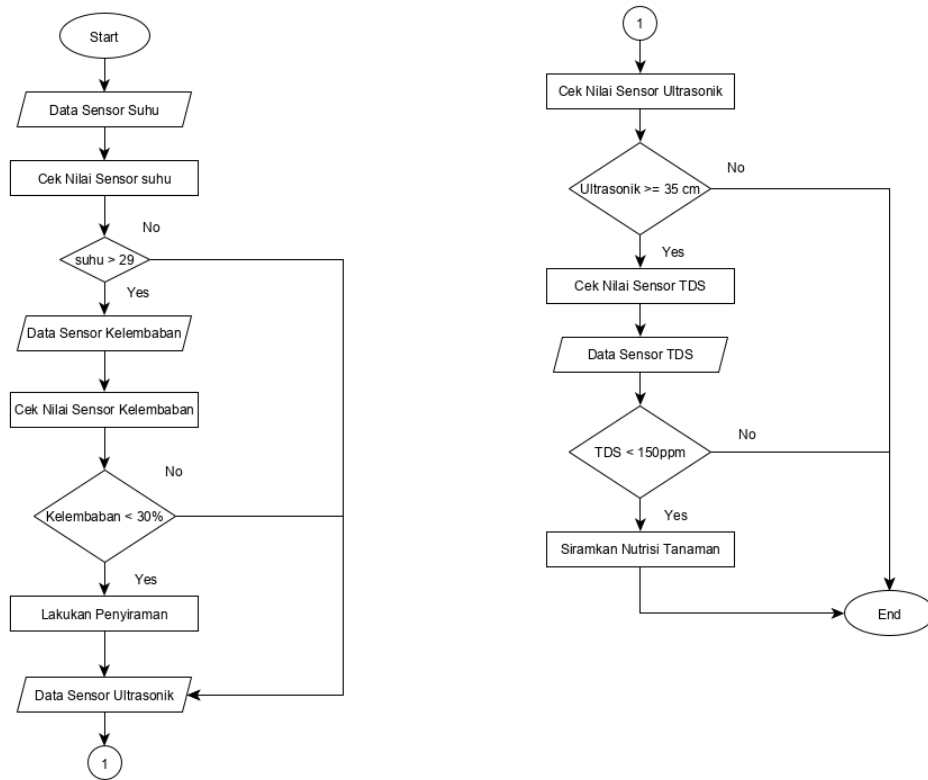 Start
Data Sensor Suhu
Cek Nilai Sensor suhu
No
suhu > 29
Yes
Data Sensor Kelembaban
Cek Nilai Sensor Kelembaban
No
Kelembaban < 30%
Yes
Lakukan Penyiraman
Data Sensor Ultrasonik
1
1
Cek Nilai Sensor Ultrasonik
No
Ultrasonik >= 35 cm
Yes
Cek Nilai Sensor TDS
Data Sensor TDS
No
TDS < 150ppm
Yes
Siramkan Nutrisi Tanaman
End